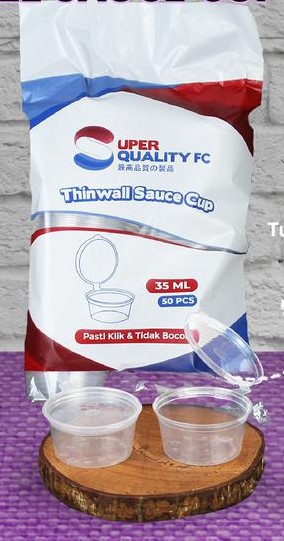 SUPER
QUALITY FC
最高品質の製品
Thinwall Sauce Cup
35 ML
50 PCS
Pasti Klik & Tidak Bocor